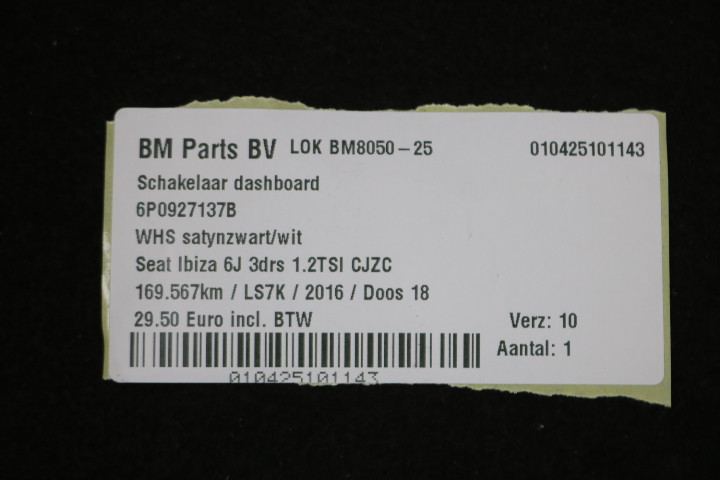 BM Parts BV LOK BM8050-25 010425101143
Schakelaar dashboard
6P0927137B
WHS satynzwart/wit
Seat Ibiza 6J 3drs 1.2TSI CJZC
169.567km / LS7K / 2016 / Doos 18
29.50 Euro incl. BTW Verz: 10
Aantal: 1
010425101143